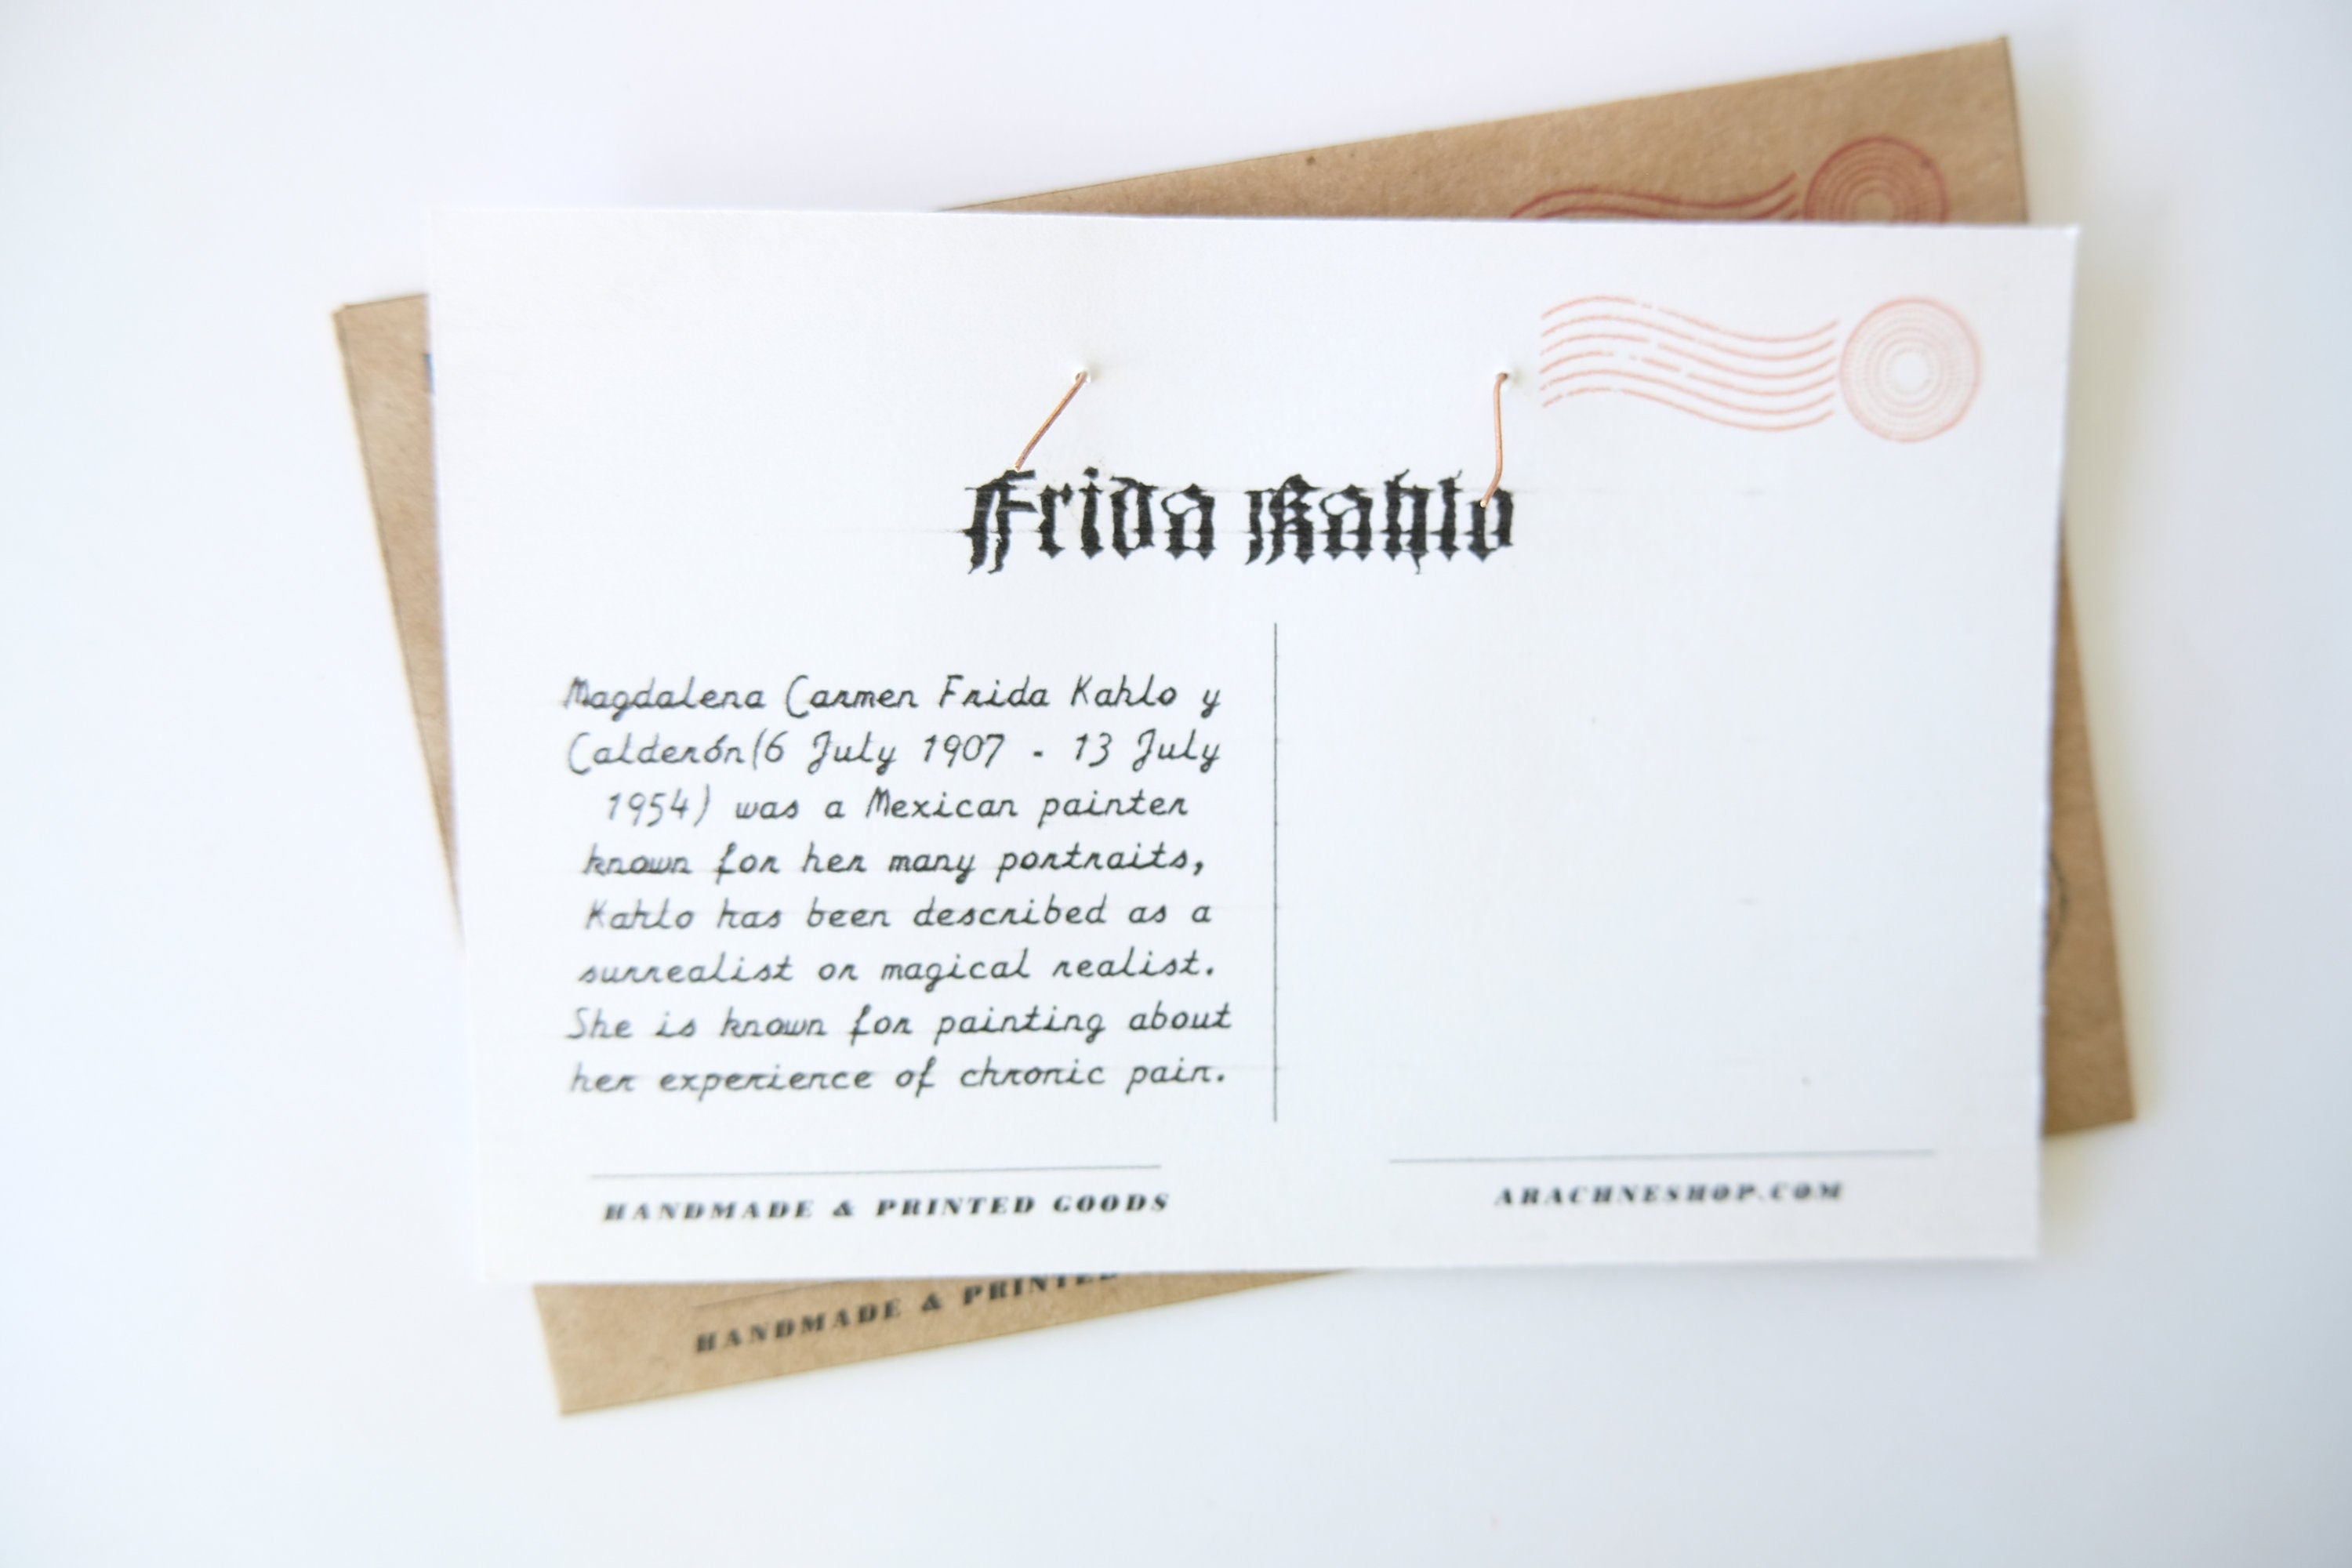 Frida Kahlo
Magdalena Carmen Frida Kahlo y
Calderón(6 July 1907 - 13 July
1954) was a Mexican painter
known for her many portraits,
Kahlo has been described as a
surrealist or magical realist.
She is known for painting about
her experience of chronic pain.
HANDMADE & PRINTED GOODS
ARACHNESHOP.COM
HANDMADE & PRINTED